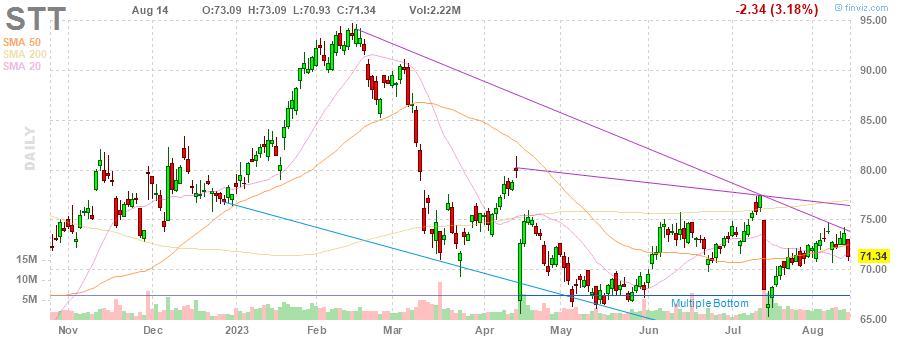 STT Aug 14 O:73.09 H:73.09 L:70.93 C:71.34 Vol:2.22M -2.34 (3.18%) © finviz.com
SMA 50
SMA 200
SMA 20
DAILY
95.00
90.00
85.00
80.00
75.00
71.34
70.00
65.00
15M
10M
5M
Multiple Bottom
Nov Dec 2023 Feb Mar Apr May Jun Jul Aug